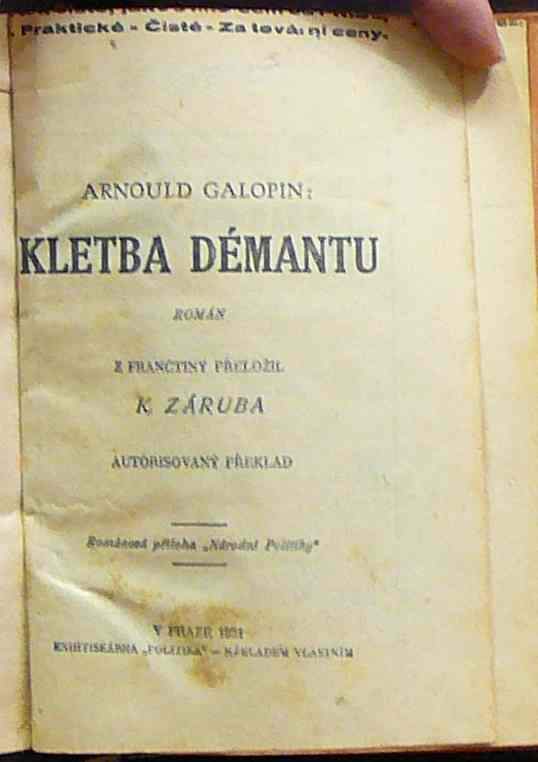 Praktické - Čisté - Za tovární ceny.
ARNOULD GALOPIN:
KLETBA DÉMANTU
ROMÁN
Z FRANČTINY PŘELOŽIL
K. ZÁRUBA
AUTORISOVANÝ PŘEKLAD
Románová příloha „Národní Politiky“
V PRAZE 1931
KNIHTISKÁRNA „POLITIKA“ — NÁKLADEM VLASTNÍM